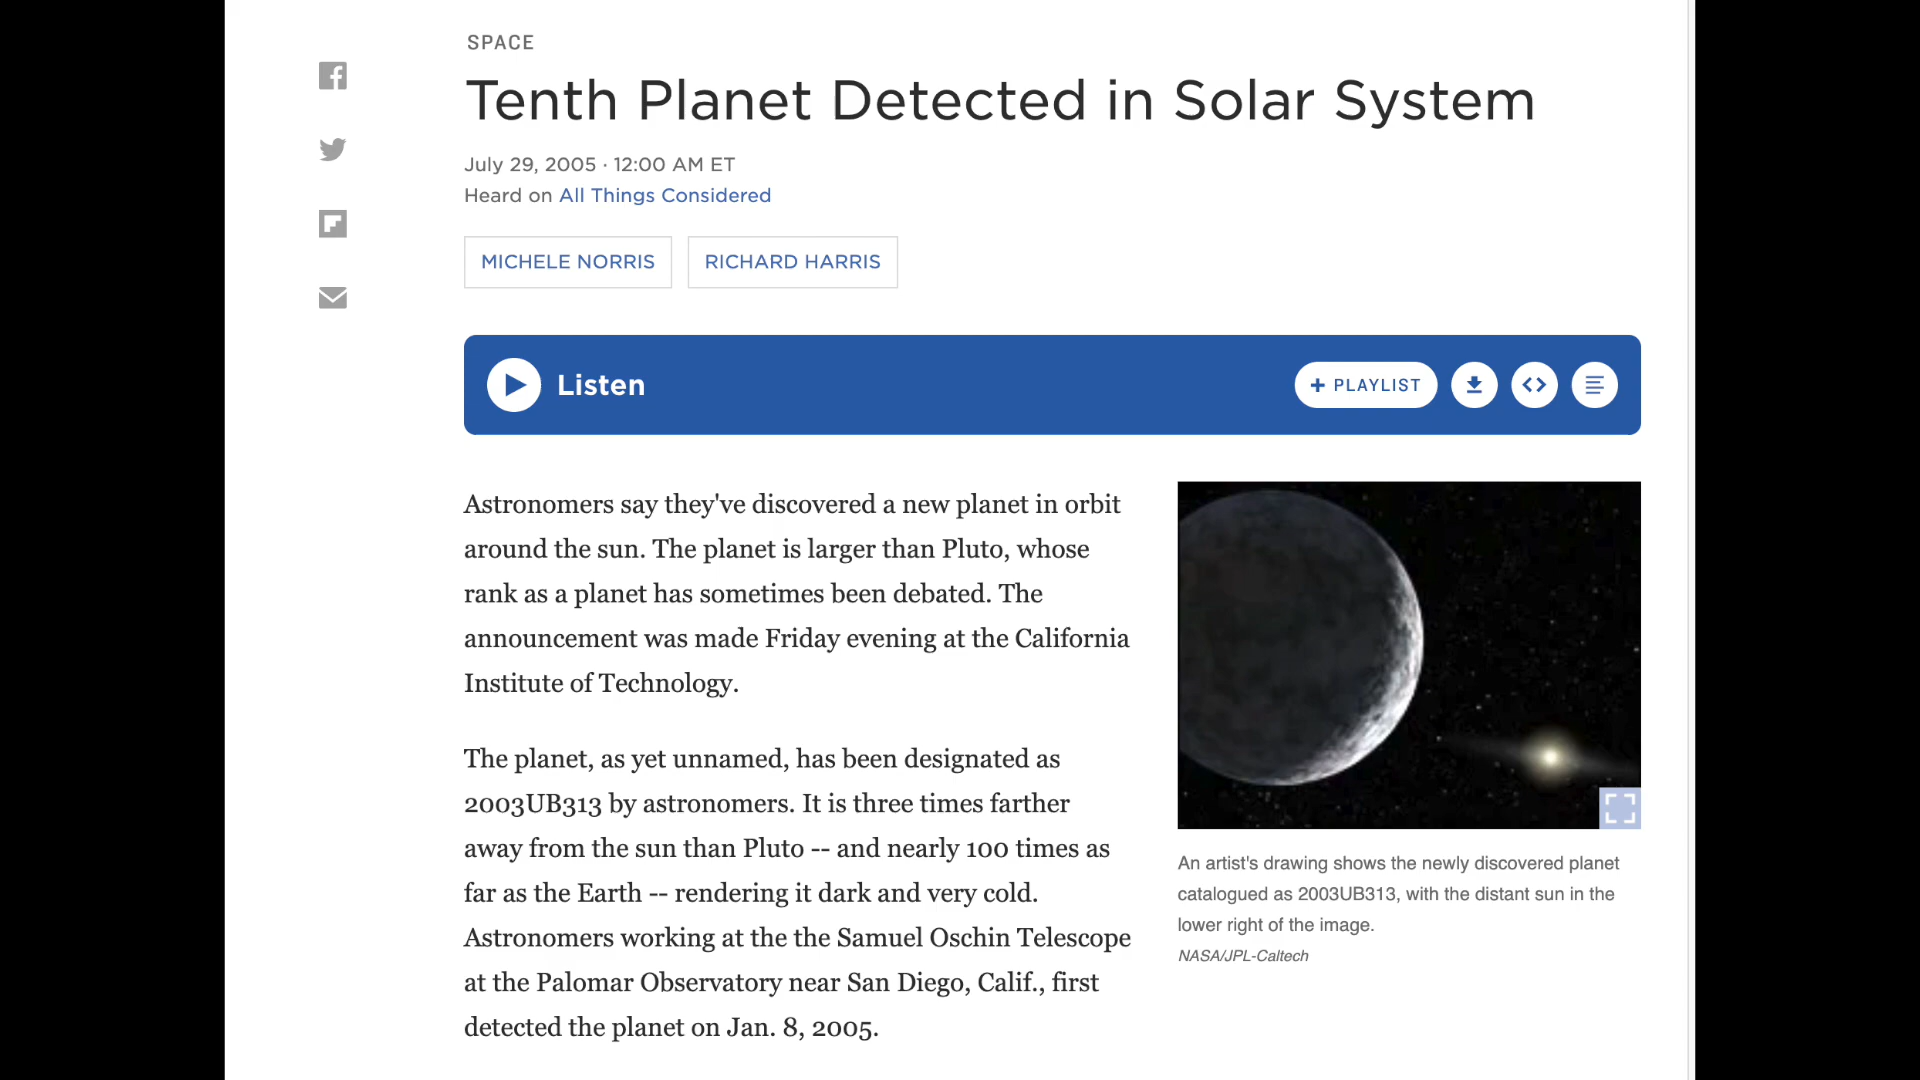 SPACE
Tenth Planet Detected in Solar System
July 29, 2005 · 12:00 AM ET
Heard on All Things Considered
MICHELE NORRIS
RICHARD HARRIS
Listen
+ PLAYLIST
Astronomers say they've discovered a new planet in orbit
around the sun. The planet is larger than Pluto, whose
rank as a planet has sometimes been debated. The
announcement was made Friday evening at the California
Institute of Technology.
The planet, as yet unnamed, has been designated as
2003UB313 by astronomers. It is three times farther
away from the sun than Pluto -- and nearly 100 times as
far as the Earth -- rendering it dark and very cold.
Astronomers working at the the Samuel Oschin Telescope
at the Palomar Observatory near San Diego, Calif., first
detected the planet on Jan. 8, 2005.
An artist's drawing shows the newly discovered planet
catalogued as 2003UB313, with the distant sun in the
lower right of the image.
NASA/JPL-Caltech